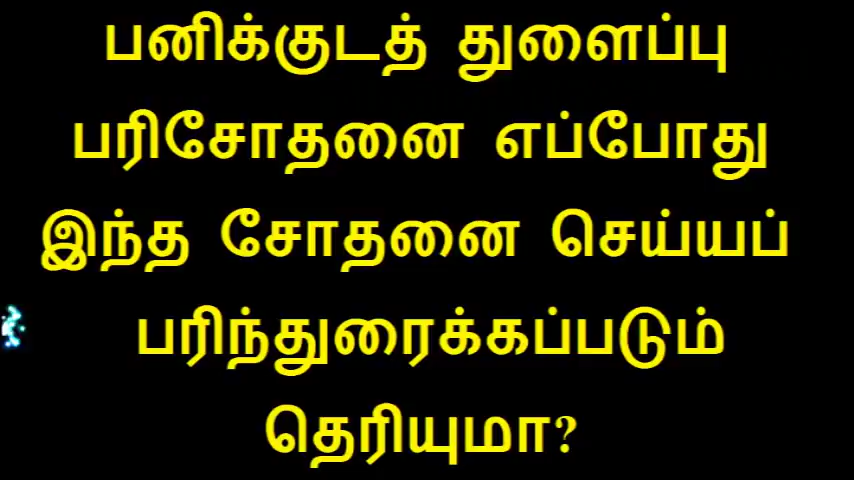 பனிக்குடத் துளைப்பு
பரிசோதனை எப்போது
இந்த சோதனை செய்யப்
பரிந்துரைக்கப்படும்
தெரியுமா?